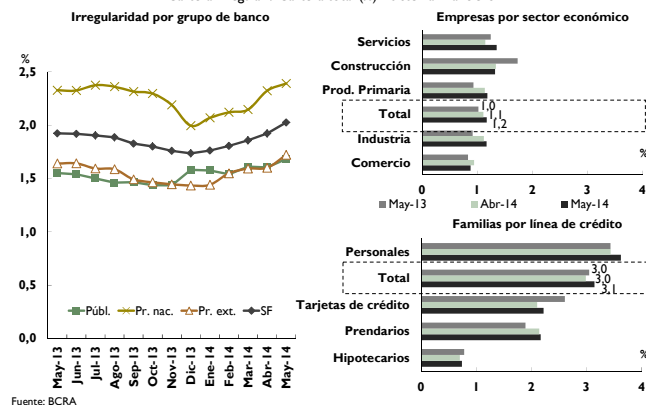 Irregularidad por grupo de banco
%
2,5
2,0
1,5
1,0
0,5
0,0
Públ.
Pr. nac.
Pr. ext.
SF
May-13
Jun-13
Jul-13
Ago-13
Sep-13
Oct-13
Nov-13
Dic-13
Ene-14
Feb-14
Mar-14
Abr-14
May-14
Fuente: BCRA
Empresas por sector económico
Servicios
Construcción
Prod. Primaria
Total
1,0
1,1
1,2
Industria
Comercio
%
0 1 2 3 4
May-13 Abr-14 May-14
Familias por línea de crédito
Personales
Total
3,0
3,0
3,1
Tarjetas de crédito
Prendarios
Hipotecarios
%
0 1 2 3 4